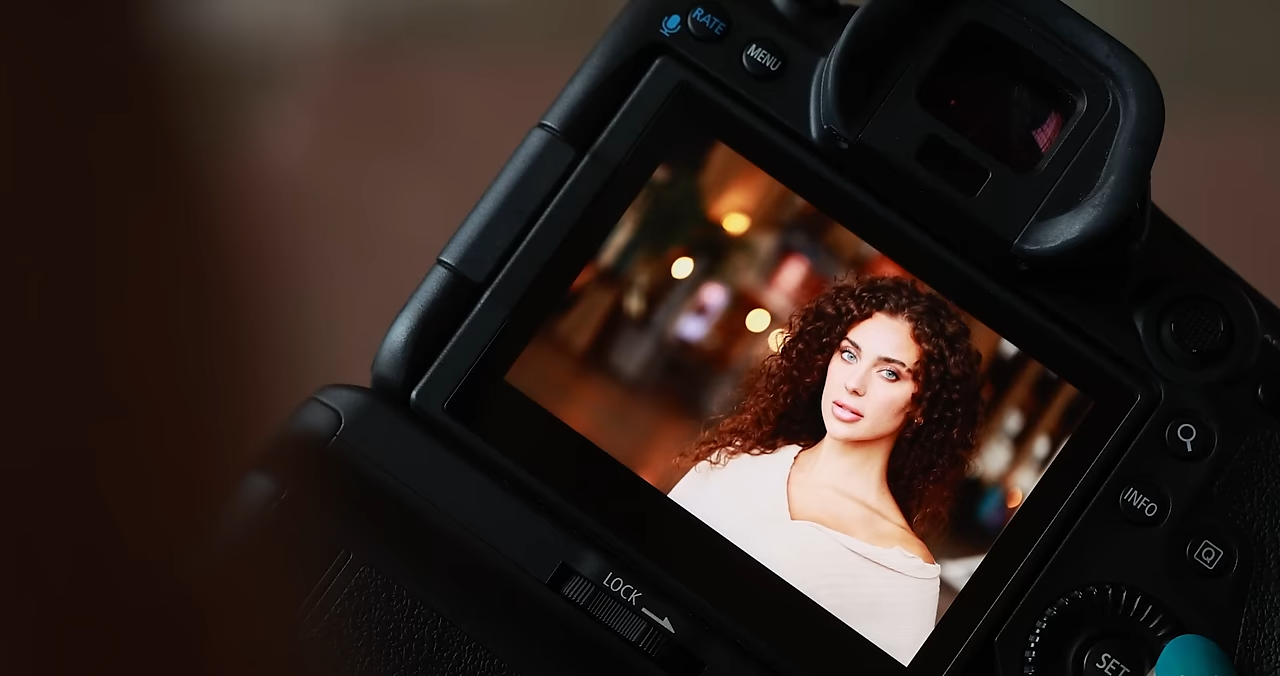 RATE
MENU
INFO
Q
LOCK
SET